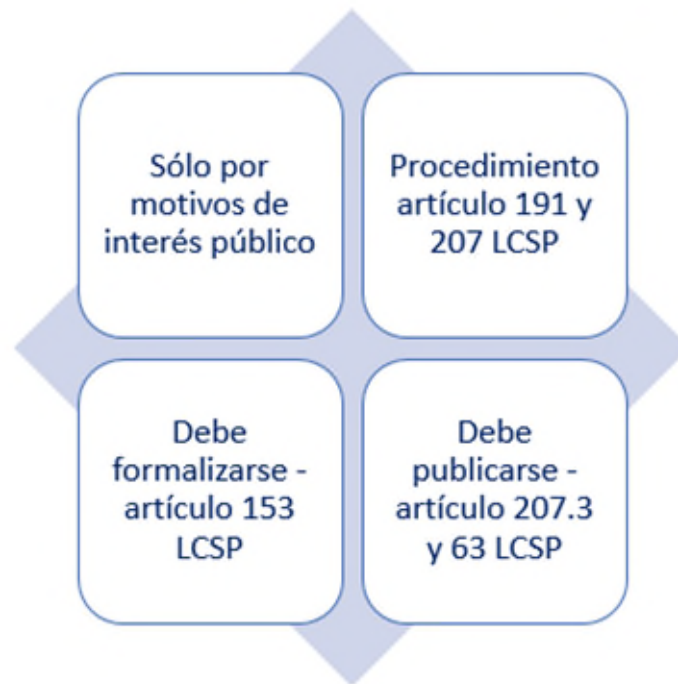 Sólo por
motivos de
interés público
Procedimiento
artículo 191 y
207 LCSP
Debe
formalizarse -
artículo 153
LCSP
Debe
publicarse -
artículo 207.3
y 63 LCSP